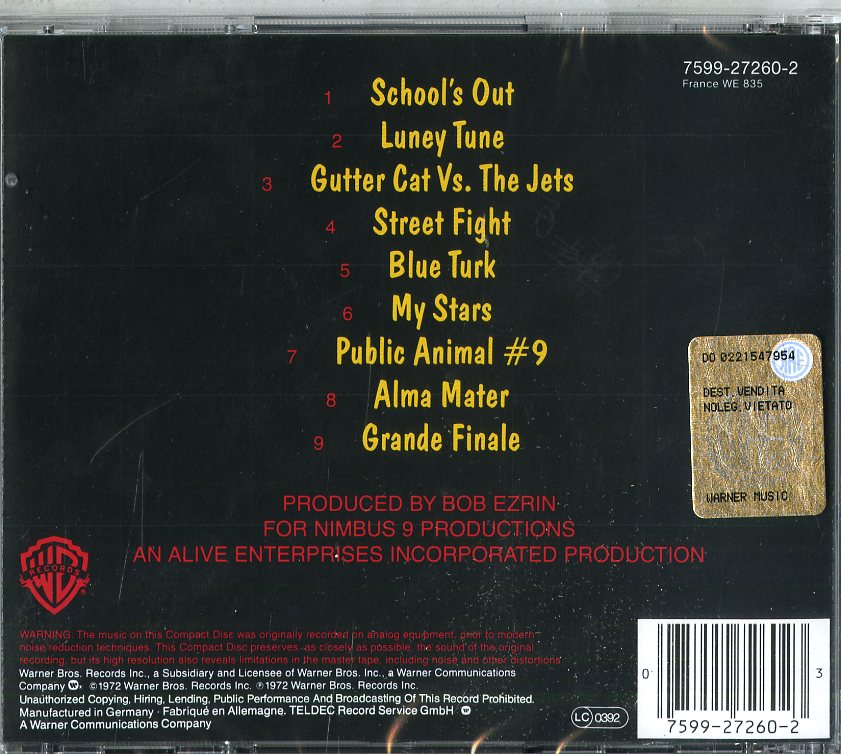 7599-27260-2
France WE 835
1 School's Out
2 Luney Tune
3 Gutter Cat Vs. The Jets
4 Street Fight
5 Blue Turk
6 My Stars
7 Public Animal #9
8 Alma Mater
9 Grande Finale
DO 0221547954
DEST.VENDITA
NOLEG.VIETATO
WARNER MUSIC
PRODUCED BY BOB EZRIN
FOR NIMBUS 9 PRODUCTIONS
AN ALIVE ENTERPRISES INCORPORATED PRODUCTION
WB
RECORDS
WARNING: The music on this Compact Disc was originally recorded on analog equipment, prior to modern
noise reduction techniques. This Compact Disc preserves, as closely as possible, the sound of the original
recording, but its high resolution also reveals limitations in the master tape, including noise and other distortions
Warner Bros. Records Inc., a Subsidiary and Licensee of Warner Bros. Inc., a Warner Communications
Company. ©1972 Warner Bros. Records Inc. ℗1972 Warner Bros. Records Inc.
Unauthorized Copying, Hiring, Lending, Public Performance And Broadcasting Of This Record Prohibited.
Manufactured in Germany · Fabriqué en Allemagne. TELDEC Record Service GmbH
A Warner Communications Company
LC 0392
0 7599-27260-2 3